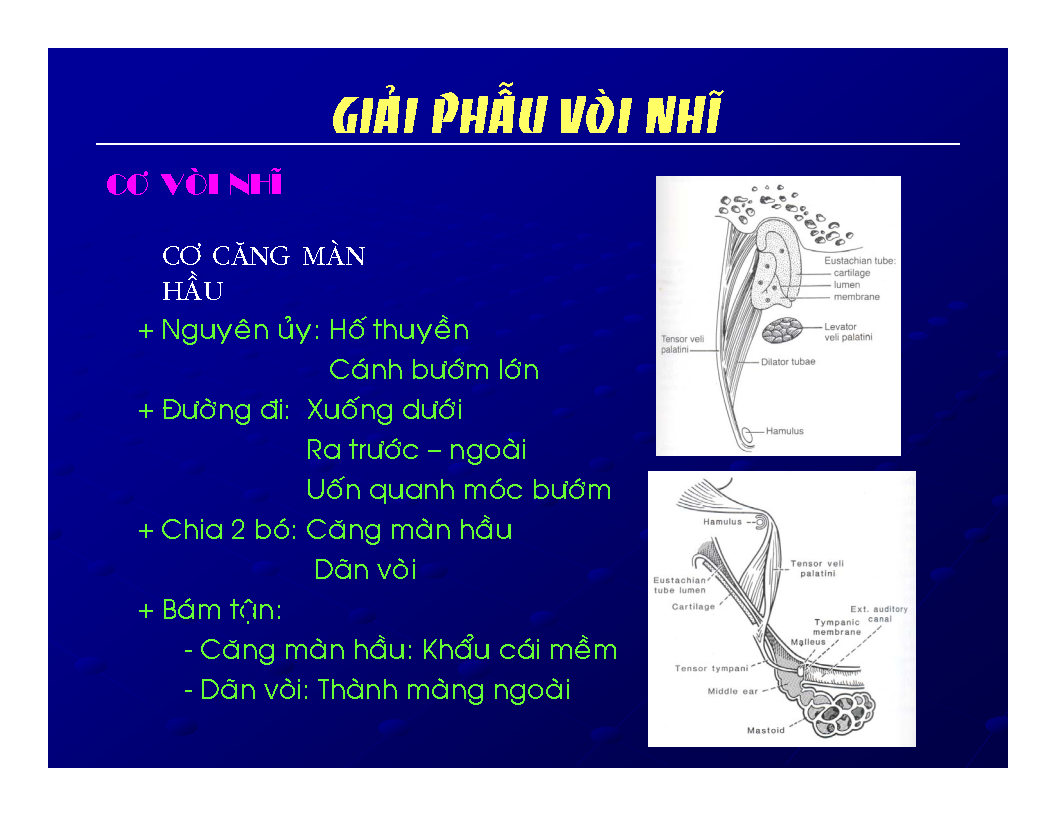 GIẢI PHẪU VÒI NHĨ
CƠ VÒI NHĨ
CƠ CĂNG MÀN
HẦU
+ Nguyên ủy: Hố thuyền
Cánh bướm lớn
+ Đường đi: Xuống dưới
Ra trước – ngoài
Uốn quanh móc bướm
+ Chia 2 bó: Căng màn hầu
Dãn vòi
+ Bám tận:
- Căng màn hầu: Khẩu cái mềm
- Dãn vòi: Thành màng ngoài
Eustachian tube:
cartilage
lumen
membrane
Levator
veli palatini
Tensor veli
palatini
Dilator tubae
Hamulus
Hamulus
Tensor veli
palatini
Eustachian
tube lumen
Cartilage
Ext. auditory
canal
Tympanic
membrane
Malleus
Tensor tympani
Middle ear
Mastoid